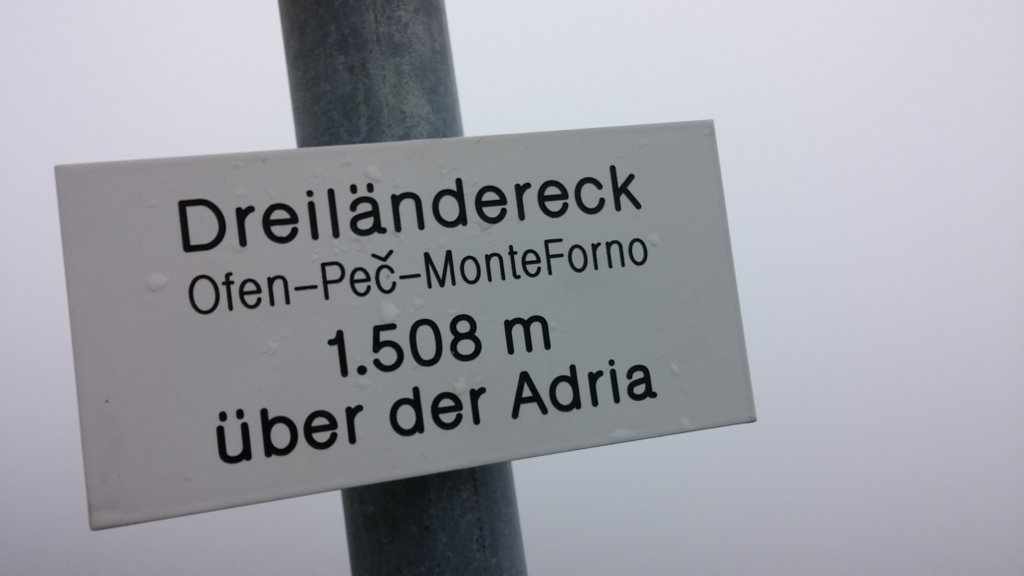 Dreiländereck
Ofen-Peč-MonteForno
1.508 m
über der Adria